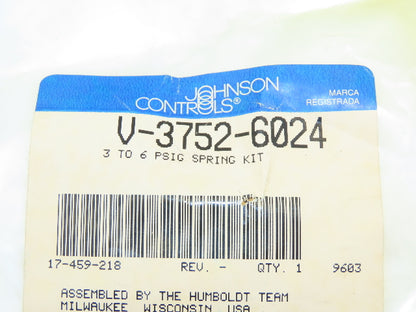 JOHNSON
CONTROLS®
MARCA
REGISTRADA
V-3752-6024
3 TO 6 PSIG SPRING KIT
17-459-218 REV. - QTY. 1 9603
ASSEMBLED BY THE HUMBOLDT TEAM
MILWAUKEE WISCONSIN USA